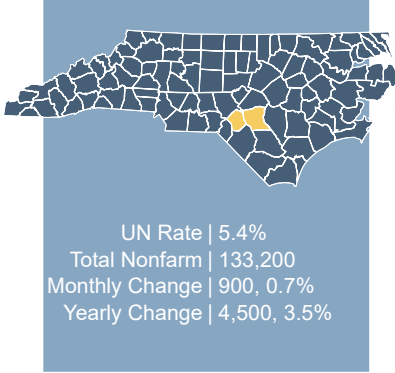 UN Rate | 5.4%
Total Nonfarm | 133,200
Monthly Change | 900, 0.7%
Yearly Change | 4,500, 3.5%